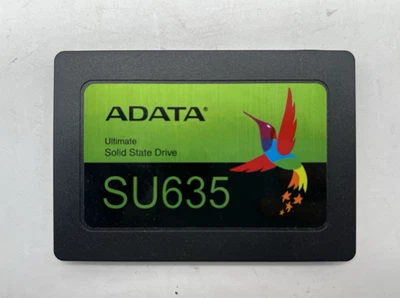 ADATA
Ultimate
Solid State Drive
SU635